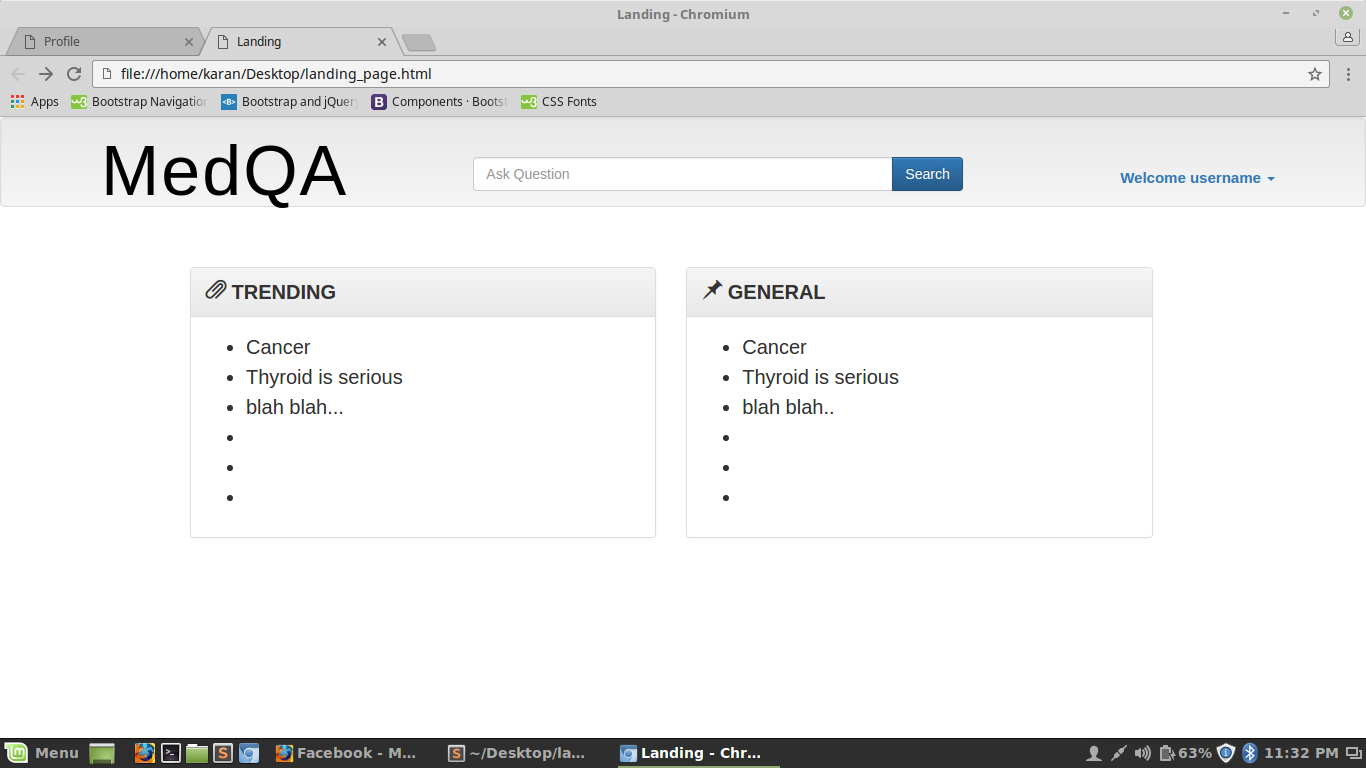 Landing - Chromium
Profile
Landing
file:///home/karan/Desktop/landing_page.html
Apps
Bootstrap Navigation
<B> Bootstrap and jQuer
B Components · Boots
CSS Fonts
MedQA
Ask Question
Search
Welcome username
TRENDING
Cancer
Thyroid is serious
blah blah...
GENERAL
Cancer
Thyroid is serious
blah blah..
Menu
Facebook - M...
~/Desktop/la...
Landing - Chr...
63%
11:32 PM